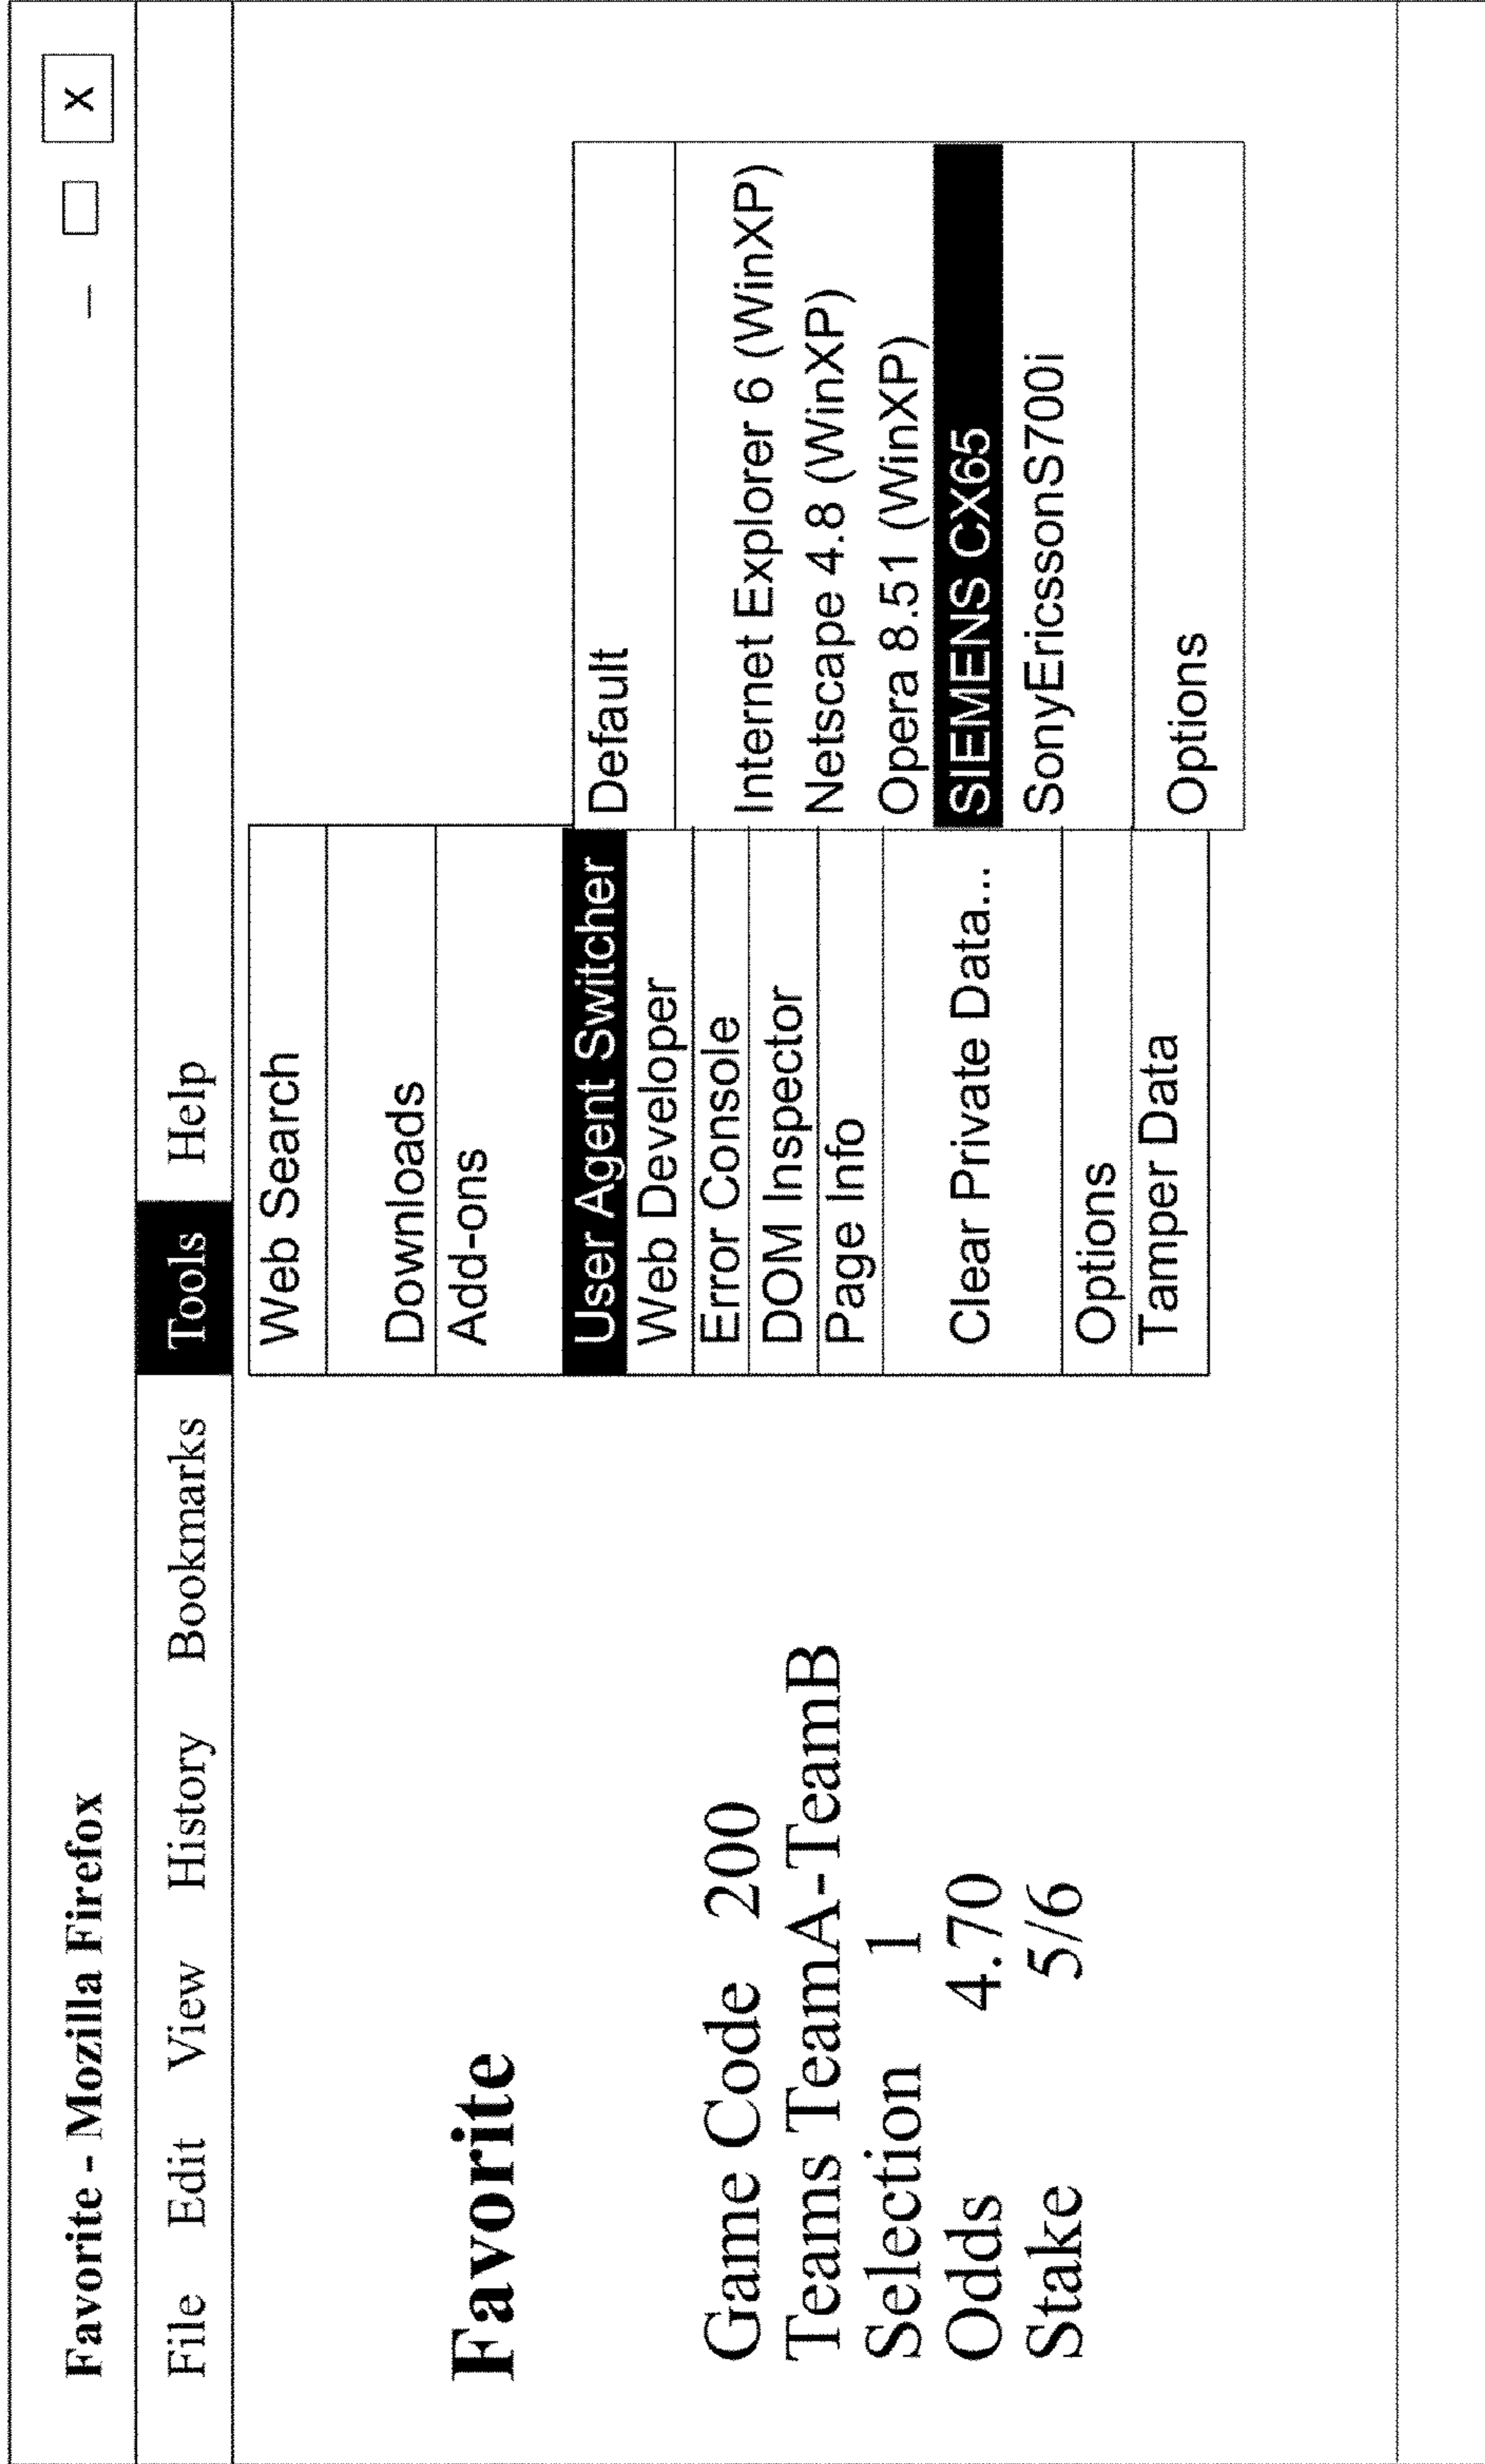 Favorite - Mozilla Firefox
X
File Edit View History Bookmarks Tools Help
Favorite
Game Code 200
Teams TeamA-TeamB
Selection 1
Odds 4.70
Stake 5/6
Web Search
Downloads
Add-ons
User Agent Switcher
Web Developer
Error Console
DOM Inspector
Page Info
Clear Private Data...
Options
Tamper Data
Default
Internet Explorer 6 (WinXP)
Netscape 4.8 (WinXP)
Opera 8.51 (WinXP)
SIEMENS CX65
SonyEricssonS700i
Options